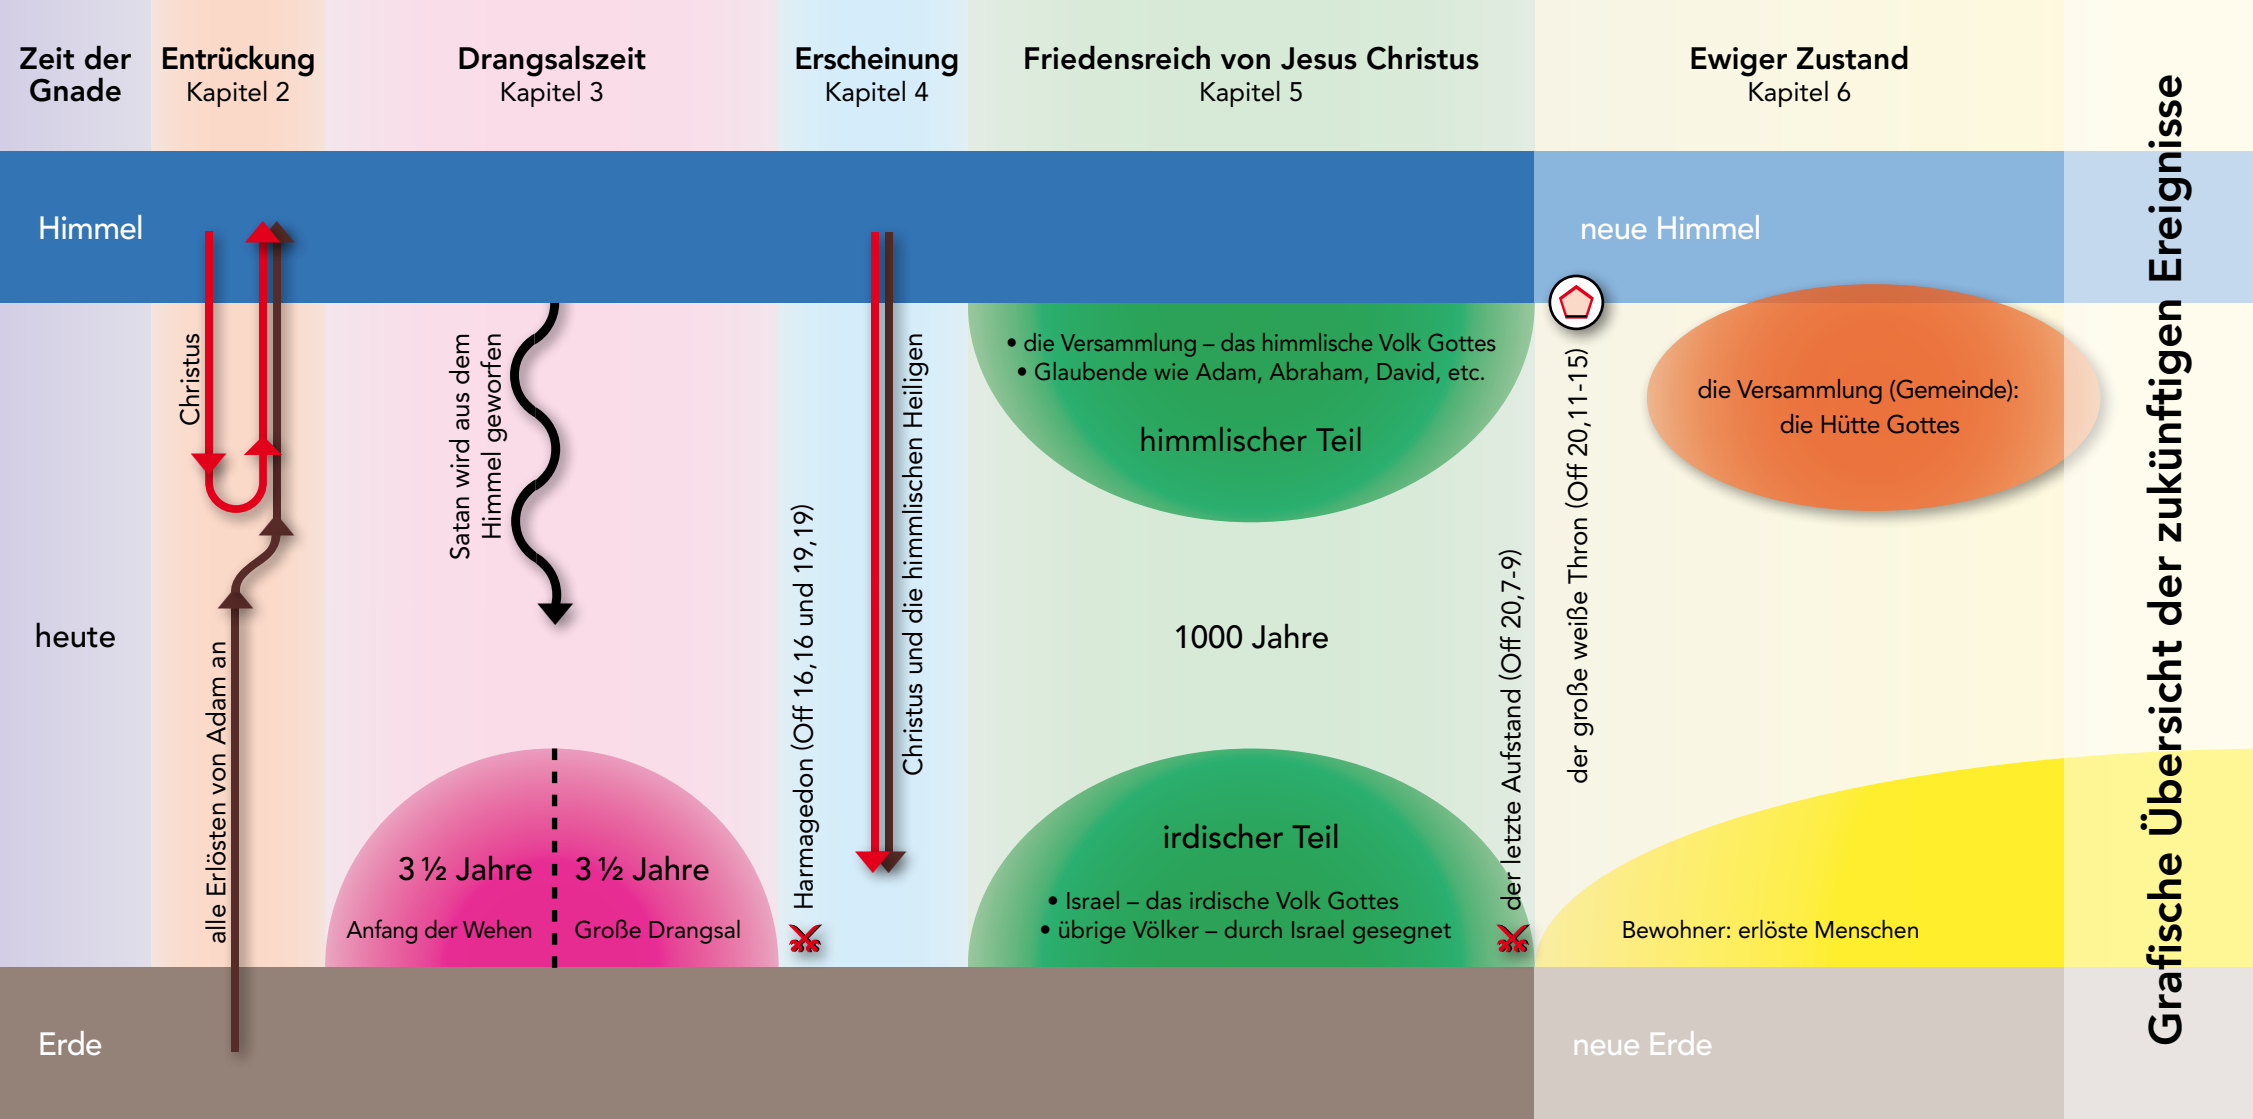 Zeit der
Gnade
Entrückung
Kapitel 2
Drangsalszeit
Kapitel 3
Erscheinung
Kapitel 4
Friedensreich von Jesus Christus
Kapitel 5
Ewiger Zustand
Kapitel 6
Himmel
neue Himmel
heute
Christus
alle Erlösten von Adam an
Satan wird aus dem
Himmel geworfen
3 ½ Jahre
Anfang der Wehen
3 ½ Jahre
Große Drangsal
Harmagedon (Off 16,16 und 19,19)
Christus und die himmlischen Heiligen
• die Versammlung – das himmlische Volk Gottes
• Glaubende wie Adam, Abraham, David, etc.
himmlischer Teil
1000 Jahre
irdischer Teil
• Israel – das irdische Volk Gottes
• übrige Völker – durch Israel gesegnet
der letzte Aufstand (Off 20,7-9)
der große weiße Thron (Off 20,11-15)
die Versammlung (Gemeinde):
die Hütte Gottes
Bewohner: erlöste Menschen
Erde
neue Erde
Grafische Übersicht der zukünftigen Ereignisse